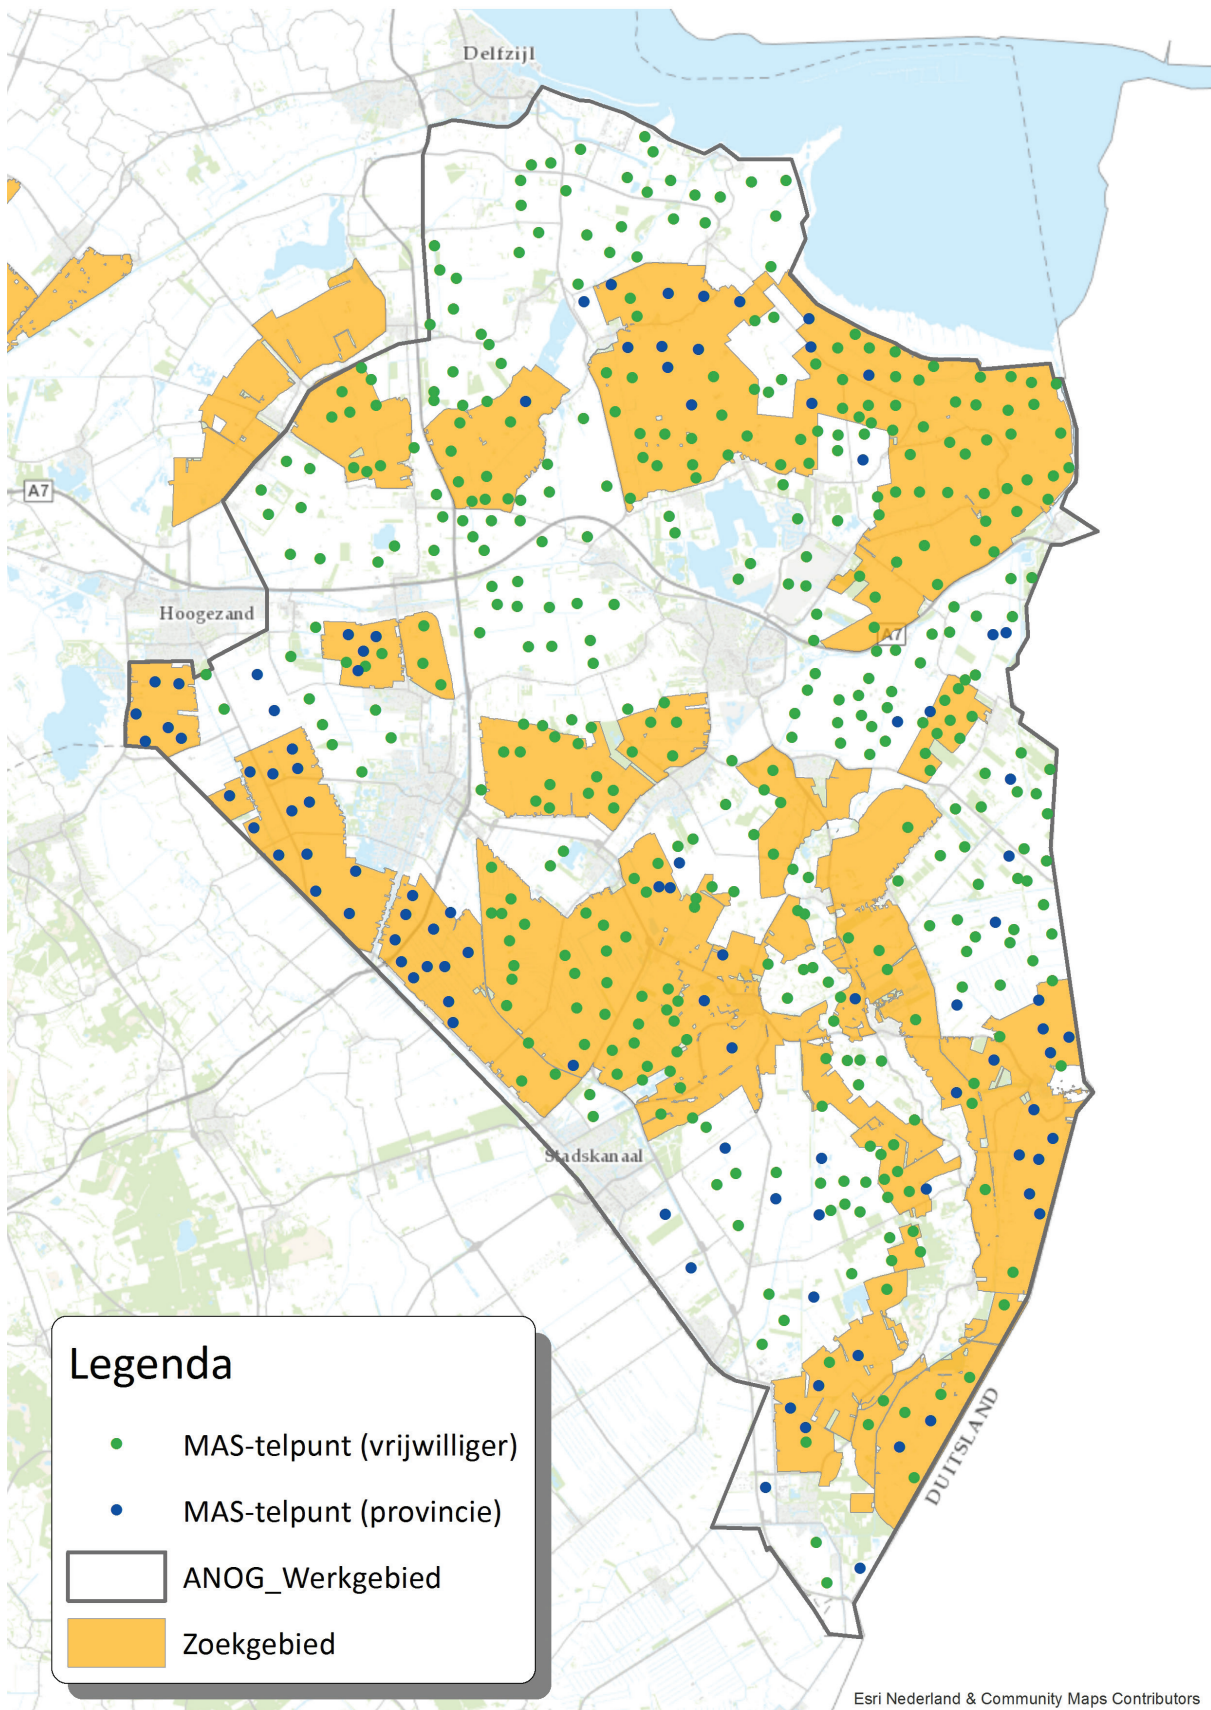 Delfzijl
A7
Hoogezand
A7
Stadskanaal
DUITSLAND
Legenda
MAS-telpunt (vrijwilliger)
MAS-telpunt (provincie)
ANOG_Werkgebied
Zoekgebied
Esri Nederland & Community Maps Contributors